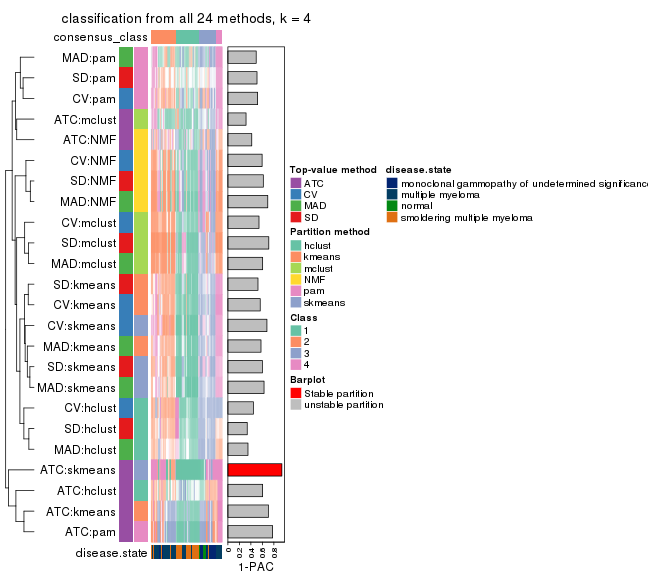 classification from all 24 methods, k = 4
consensus_class
MAD:pam
SD:pam
CV:pam
ATC:mclust
ATC:NMF
CV:NMF
SD:NMF
MAD:NMF
CV:mclust
SD:mclust
MAD:mclust
SD:kmeans
CV:kmeans
CV:skmeans
MAD:kmeans
SD:skmeans
MAD:skmeans
CV:hclust
SD:hclust
MAD:hclust
ATC:skmeans
ATC:hclust
ATC:kmeans
ATC:pam
disease.state
0
0.2
0.4
0.6
0.8
1-PAC
Top-value method
ATC
CV
MAD
SD
Partition method
hclust
kmeans
mclust
NMF
pam
skmeans
Class
1
2
3
4
Barplot
Stable partition
unstable partition
disease.state
monoclonal gammopathy of undetermined significance
multiple myeloma
normal
smoldering multiple myeloma